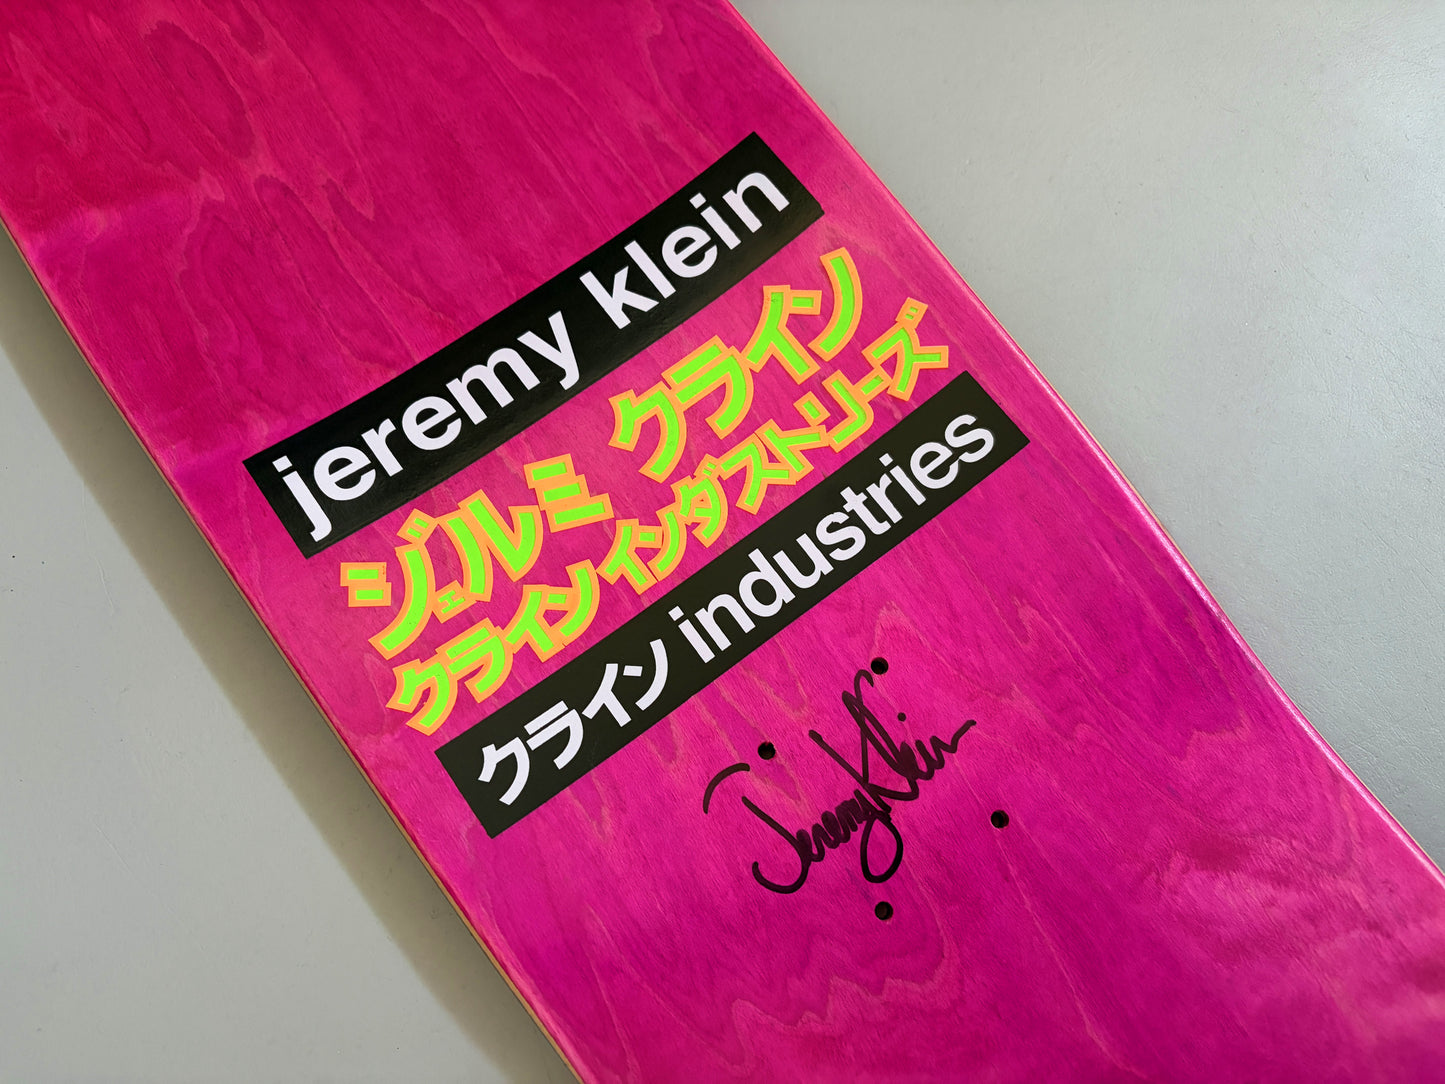 jeremy klein
ジェルミ クライン
クライン インダストリーズ
クライン industries
Jeremy Klein